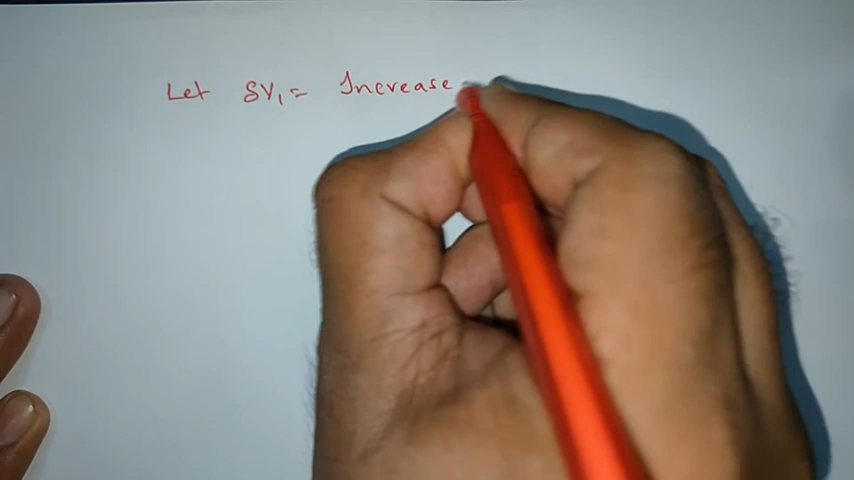 Let δV₁ = Increase